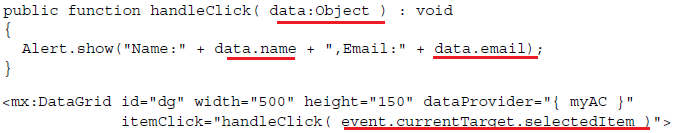 public function handleClick( data:Object ) : void
{
Alert.show("Name:" + data.name + ",Email:" + data.email);
}
<mx:DataGrid id="dg" width="500" height="150" dataProvider="{ myAC }"
itemClick="handleClick( event.currentTarget.selectedItem )">